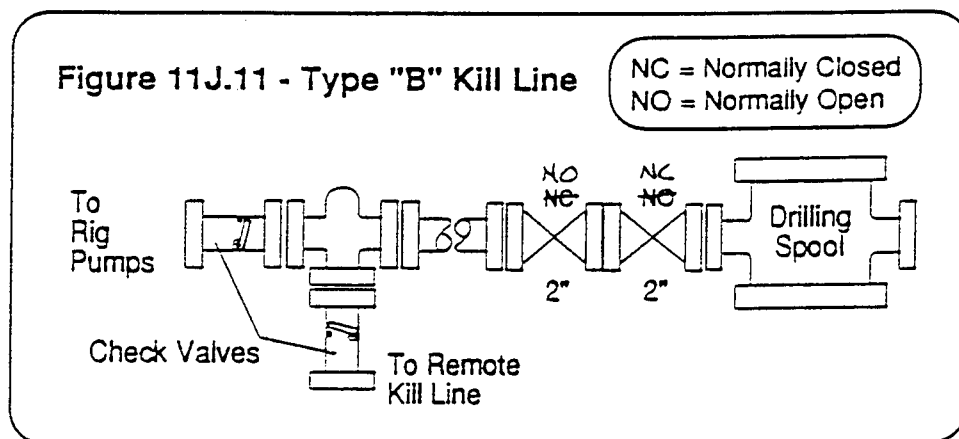 Figure 11J.11 - Type "B" Kill Line
NC = Normally Closed
NO = Normally Open
NO NC
NC NO
To
Rig
Pumps
Drilling
Spool
2" 2"
Check Valves
To Remote
Kill Line